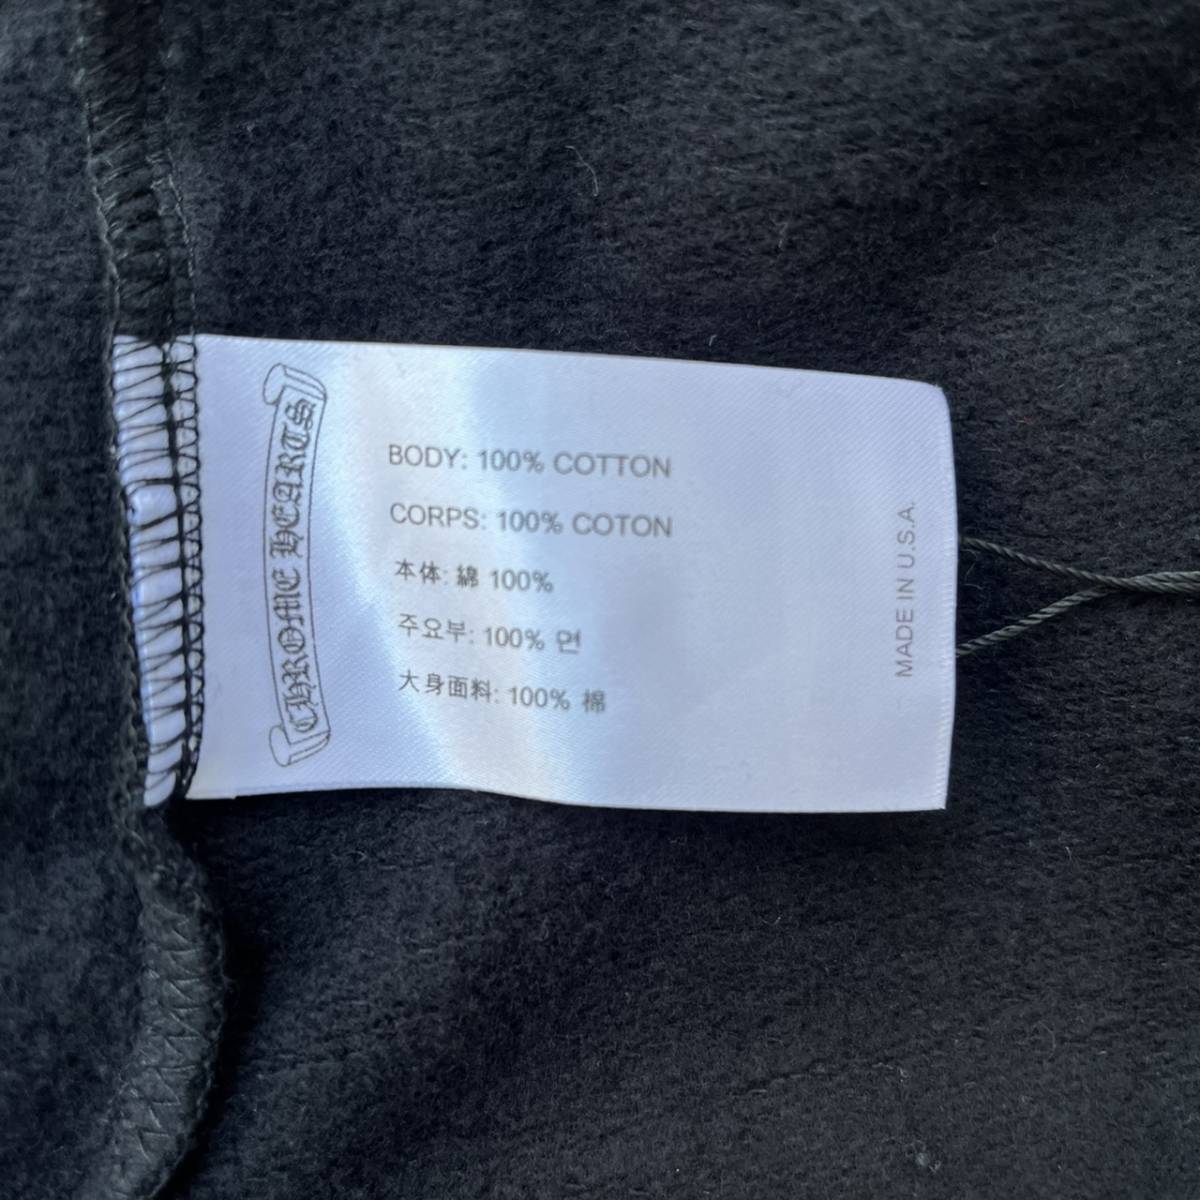 CHROME HEARTS
BODY: 100% COTTON
CORPS: 100% COTON
本体: 綿 100%
주요부: 100% 면
大身面料: 100% 棉
MADE IN U.S.A.